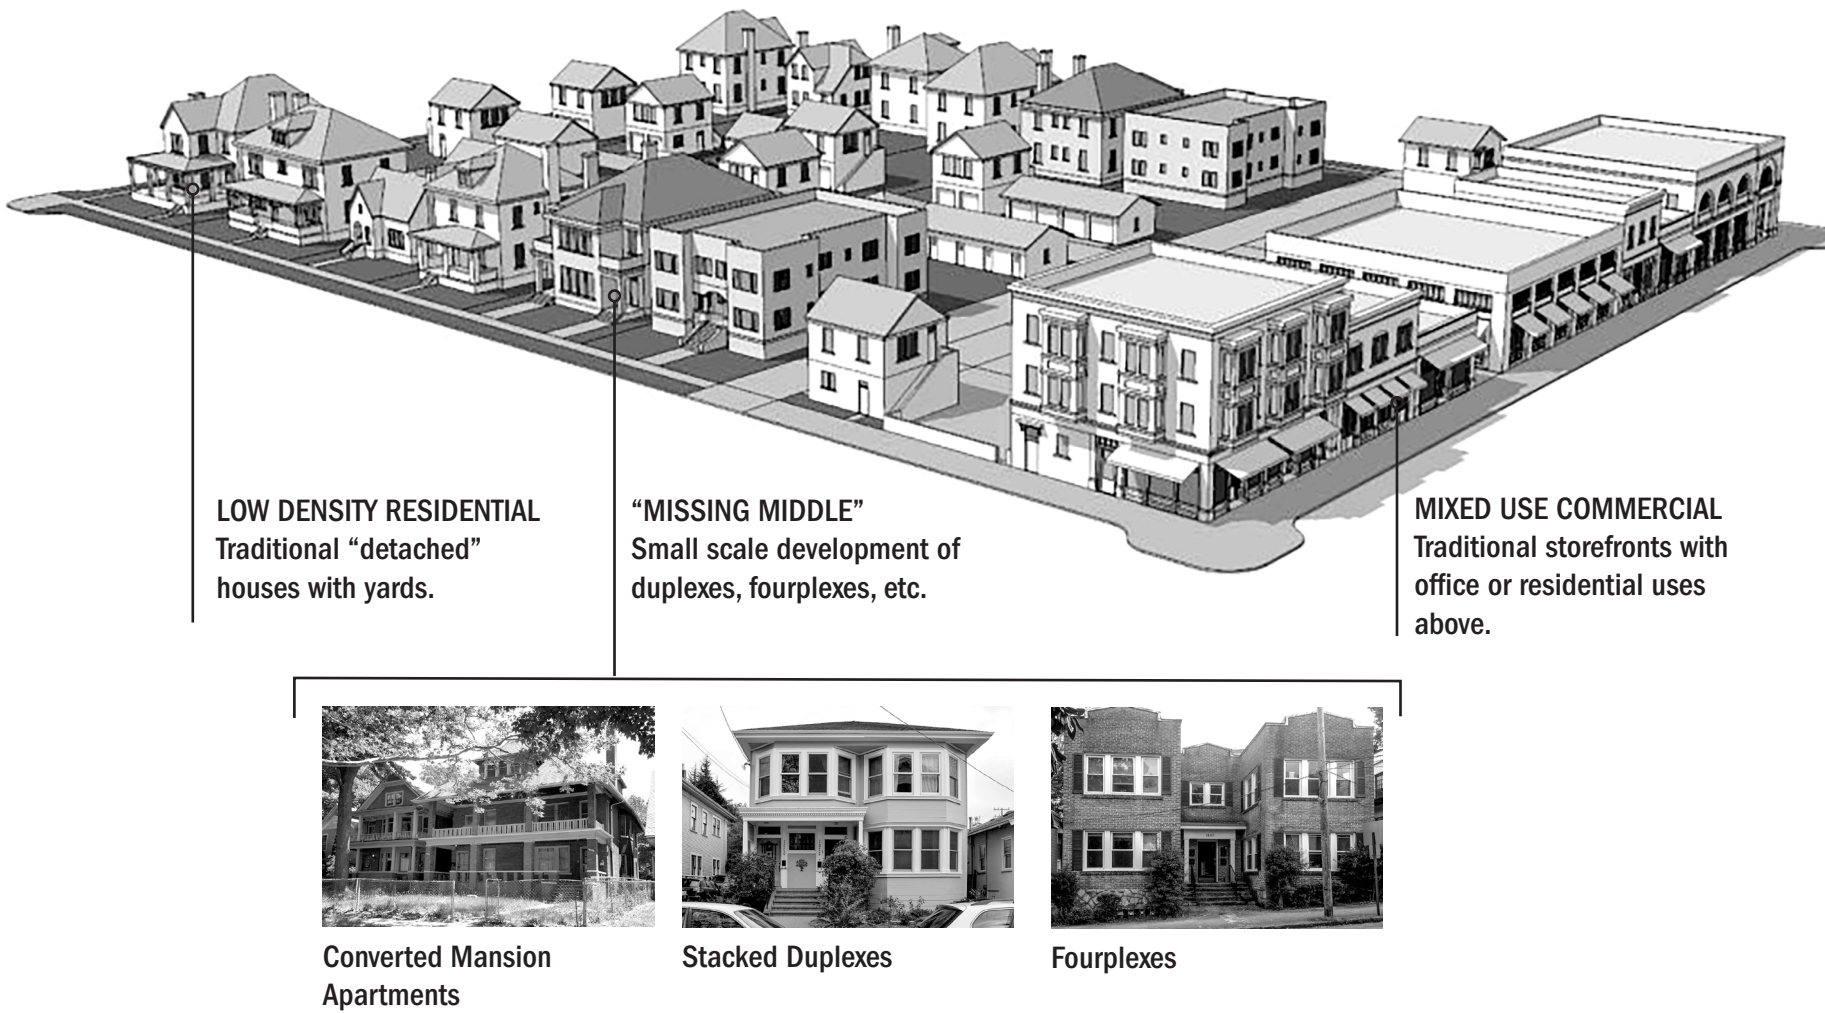 LOW DENSITY RESIDENTIAL
Traditional “detached”
houses with yards.
“MISSING MIDDLE”
Small scale development of
duplexes, fourplexes, etc.
MIXED USE COMMERCIAL
Traditional storefronts with
office or residential uses
above.
Converted Mansion
Apartments
Stacked Duplexes
Fourplexes